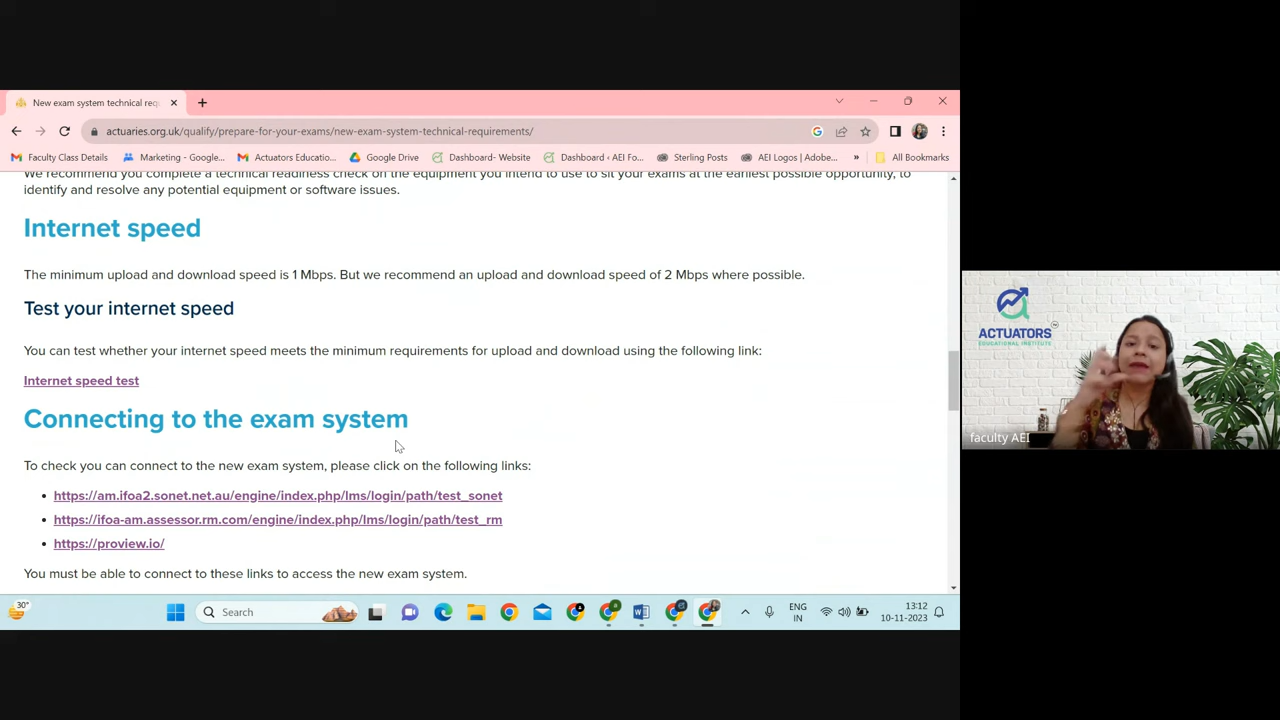 New exam system technical req
actuaries.org.uk/qualify/prepare-for-your-exams/new-exam-system-technical-requirements/
Faculty Class Details
Marketing - Google...
Actuators Educatio...
Google Drive
Dashboard- Website
Dashboard ‹ AEI Fo...
Sterling Posts
AEI Logos | Adobe...
»
All Bookmarks
We recommend you complete a technical readiness check on the equipment you intend to use to sit your exams at the earliest possible opportunity, to
identify and resolve any potential equipment or software issues.
Internet speed
The minimum upload and download speed is 1 Mbps. But we recommend an upload and download speed of 2 Mbps where possible.
Test your internet speed
You can test whether your internet speed meets the minimum requirements for upload and download using the following link:
Internet speed test
Connecting to the exam system
To check you can connect to the new exam system, please click on the following links:
• https://am.ifoa2.sonet.net.au/engine/index.php/lms/login/path/test_sonet
• https://ifoa-am.assessor.rm.com/engine/index.php/lms/login/path/test_rm
• https://proview.io/
You must be able to connect to these links to access the new exam system.
ACTUATORS
EDUCATIONAL INSTITUTE
faculty AEI
30°
Search
ENG
IN
13:12
10-11-2023